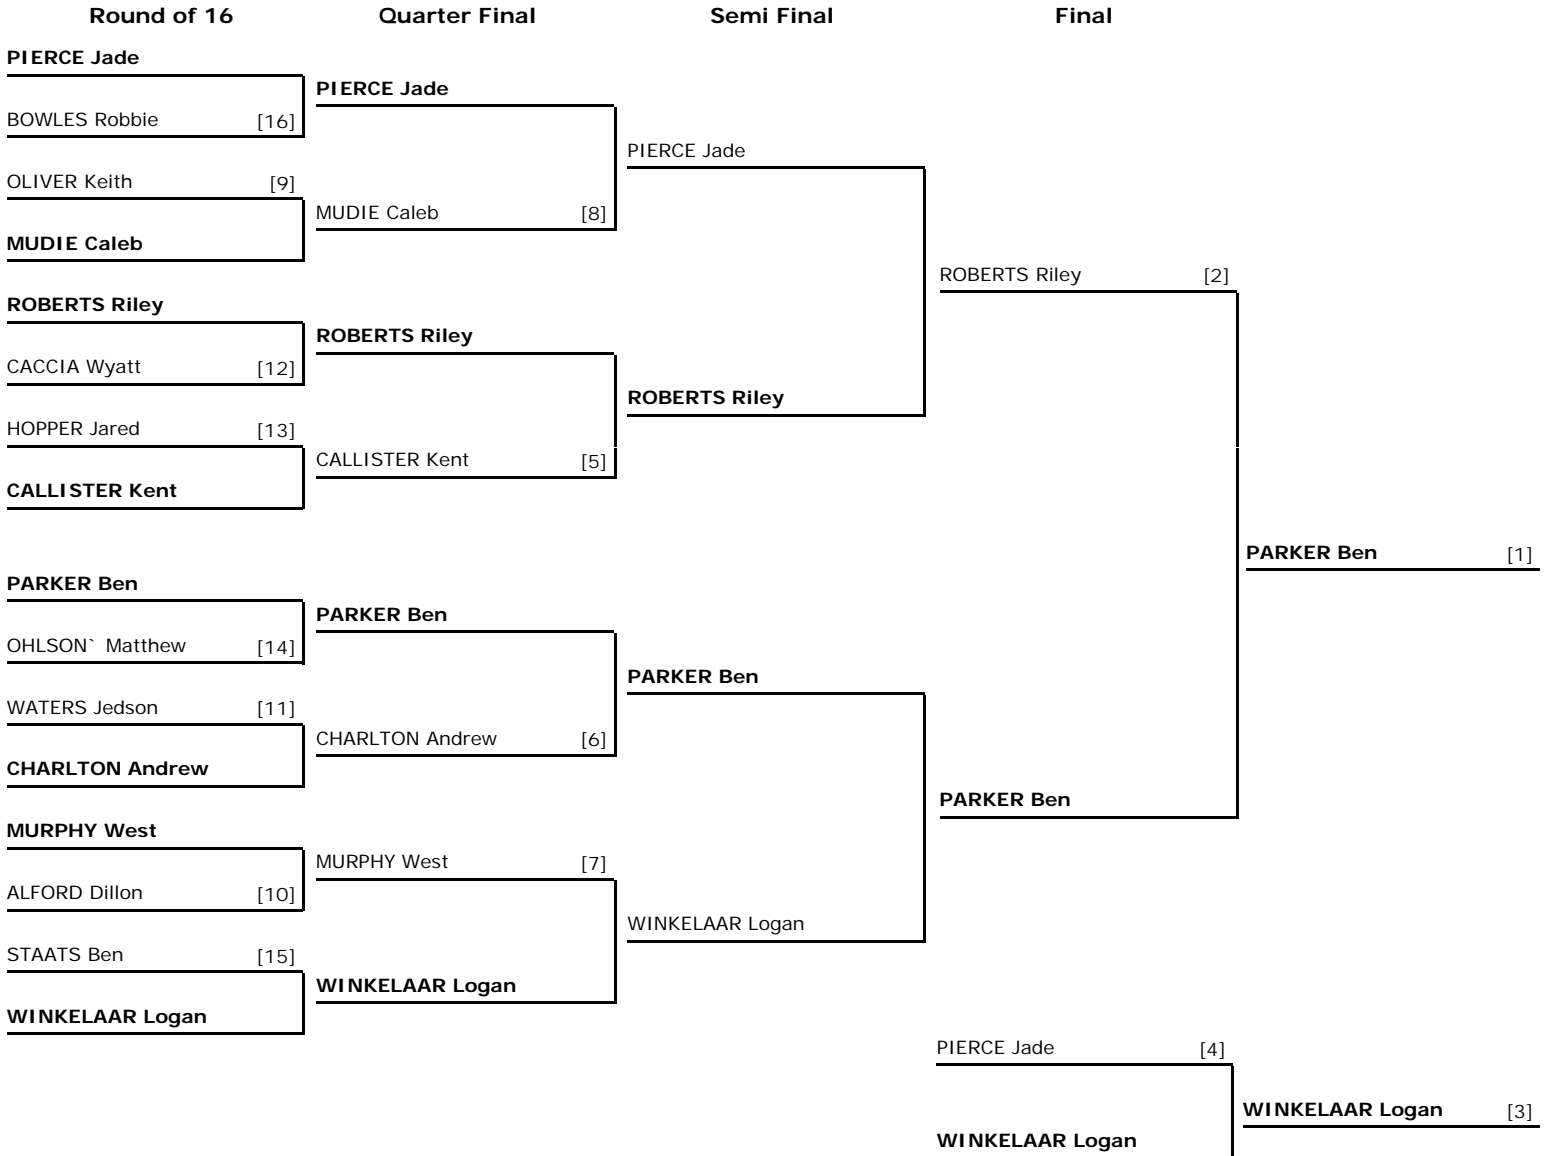 Round of 16 Quarter Final Semi Final Final
PIERCE Jade
BOWLES Robbie [16]
OLIVER Keith [9]
MUDIE Caleb
ROBERTS Riley
CACCIA Wyatt [12]
HOPPER Jared [13]
CALLISTER Kent
PARKER Ben
OHLSON` Matthew [14]
WATERS Jedson [11]
CHARLTON Andrew
MURPHY West
ALFORD Dillon [10]
STAATS Ben [15]
WINKELAAR Logan
PIERCE Jade
MUDIE Caleb [8]
ROBERTS Riley
CALLISTER Kent [5]
PARKER Ben
CHARLTON Andrew [6]
MURPHY West [7]
WINKELAAR Logan
PIERCE Jade
ROBERTS Riley
PARKER Ben
WINKELAAR Logan
ROBERTS Riley [2]
PARKER Ben
PARKER Ben [1]
PIERCE Jade [4]
WINKELAAR Logan
WINKELAAR Logan [3]